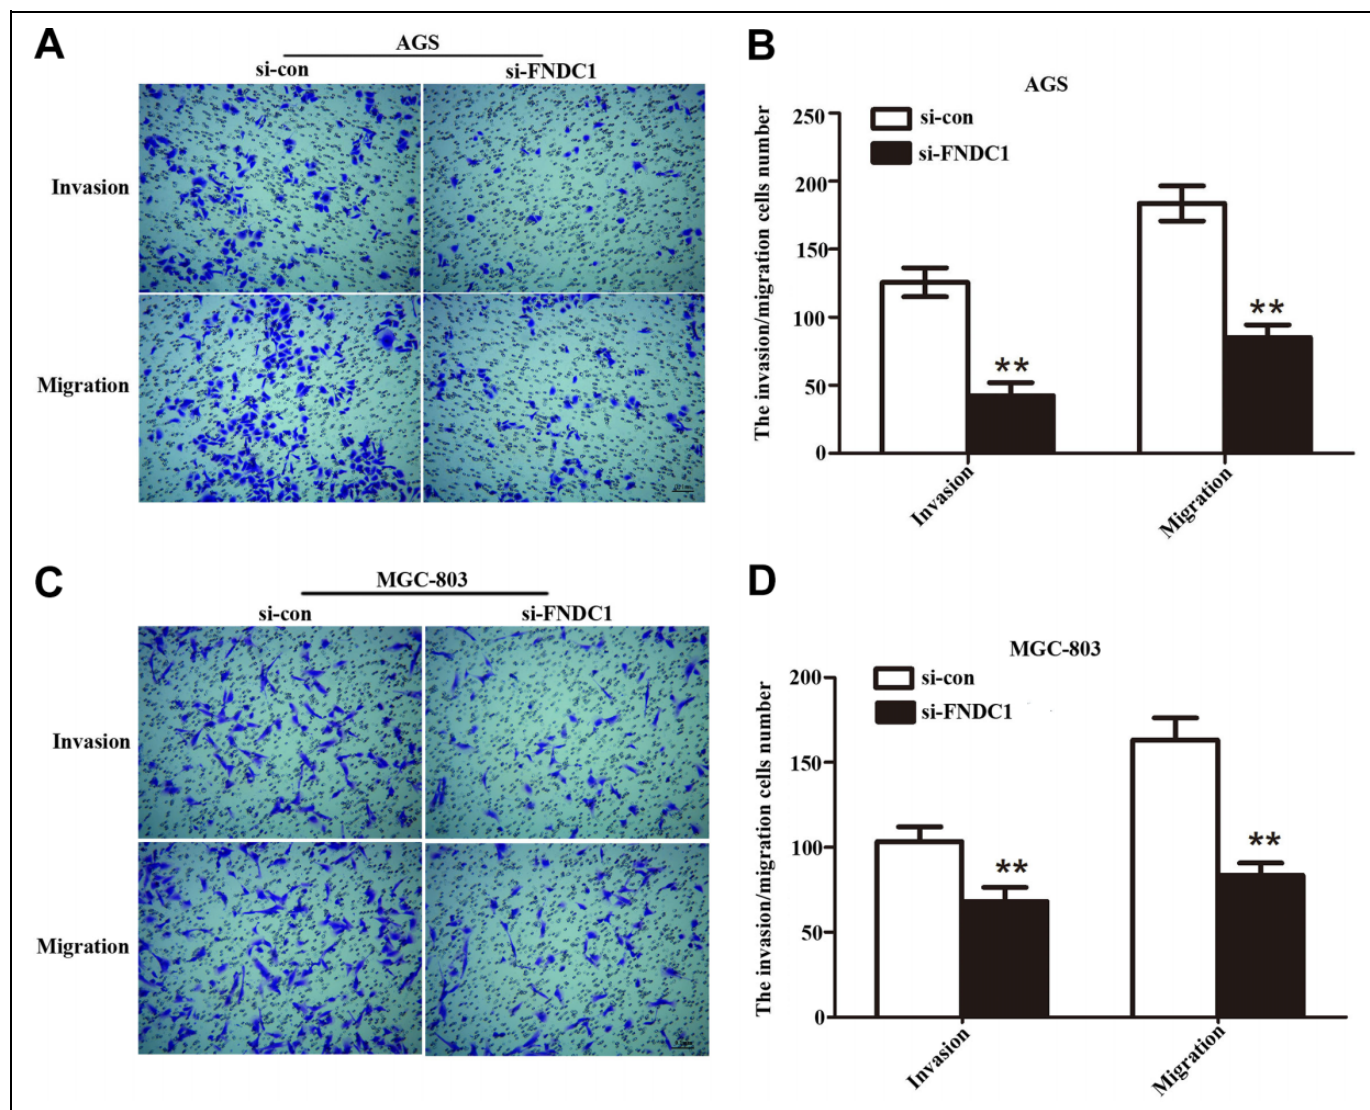 A
AGS
si-con
si-FNDC1
Invasion
Migration
B
AGS
si-con
si-FNDC1
The invasion/migration cells number
250
200
150
100
50
0
**
**
Invasion
Migration
C
MGC-803
si-con
si-FNDC1
Invasion
Migration
D
MGC-803
si-con
si-FNDC1
The invasion/migration cells number
200
150
100
50
0
**
**
Invasion
Migration